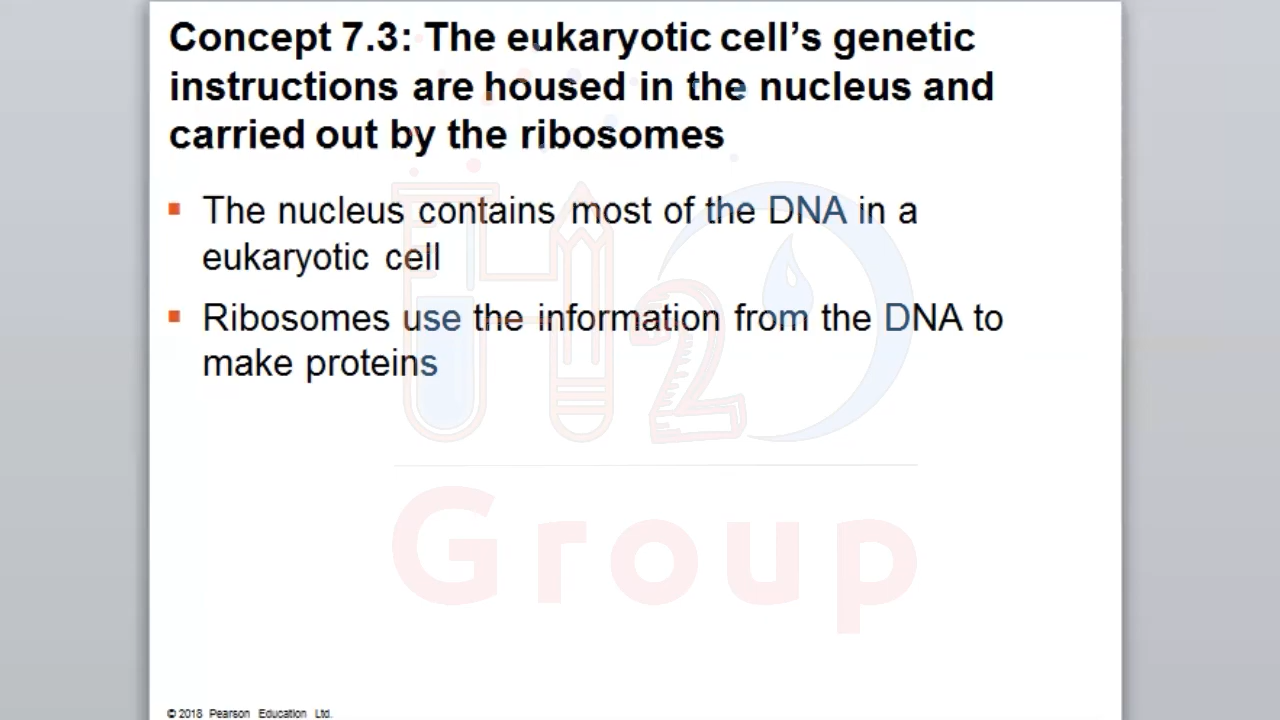 Concept 7.3: The eukaryotic cell’s genetic
instructions are housed in the nucleus and
carried out by the ribosomes
▪ The nucleus contains most of the DNA in a
eukaryotic cell
▪ Ribosomes use the information from the DNA to
make proteins
H2O
Group
© 2018 Pearson Education Ltd.